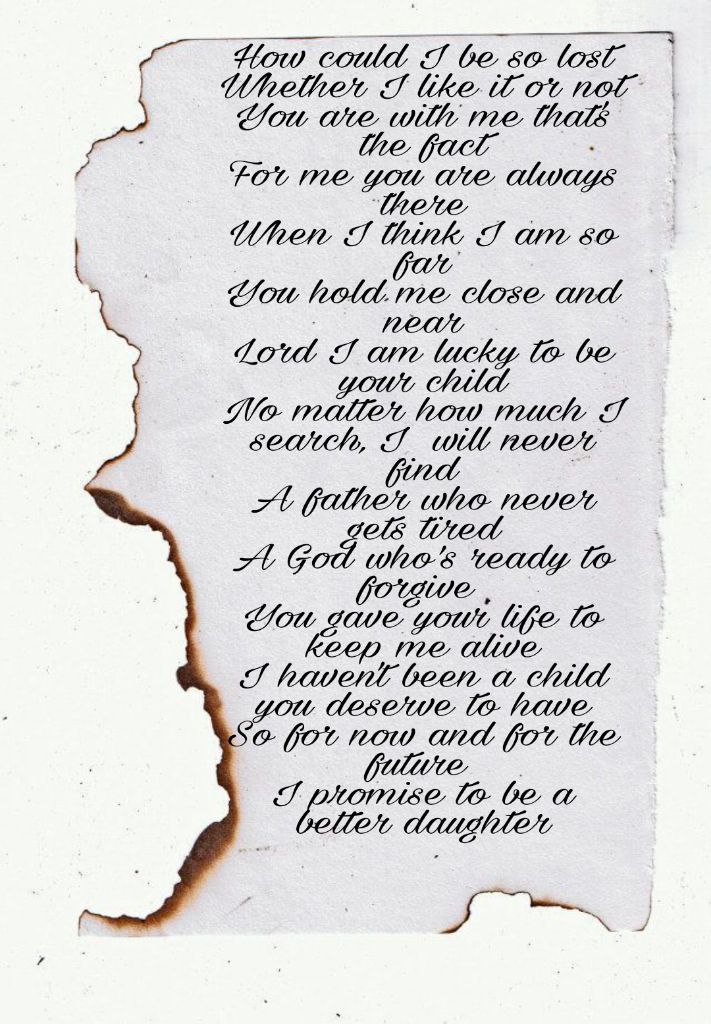 How could I be so lost
Whether I like it or not
You are with me that's
the fact
For me you are always
there
When I think I am so
far
You hold me close and
near
Lord I am lucky to be
your child
No matter how much I
search, I will never
find
A father who never
gets tired
A God who's ready to
forgive
You gave your life to
keep me alive
I haven't been a child
you deserve to have
So for now and for the
future
I promise to be a
better daughter